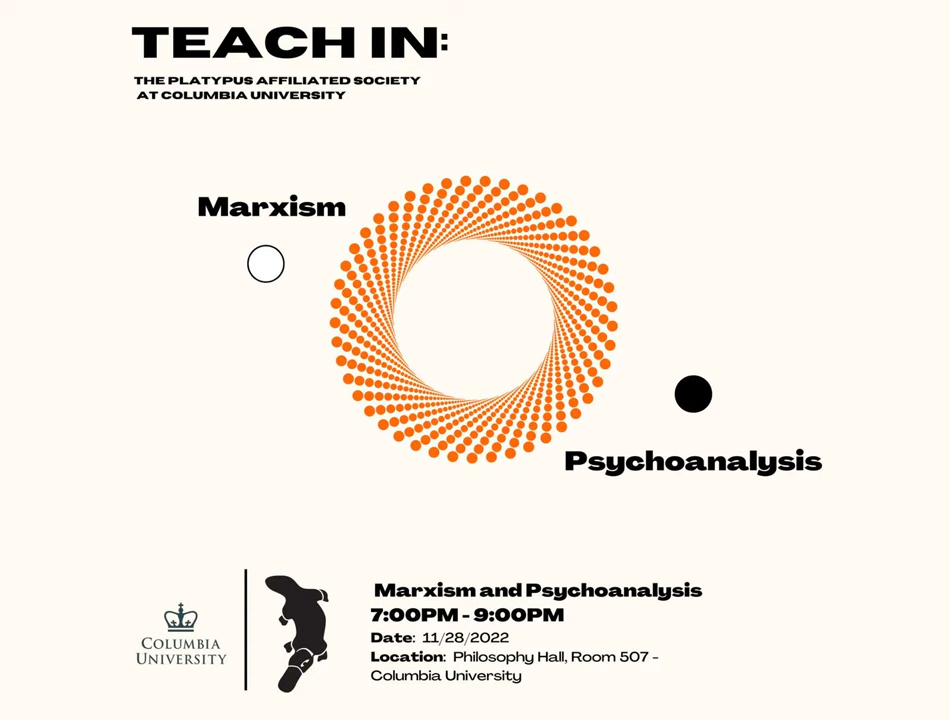 TEACH IN:
THE PLATYPUS AFFILIATED SOCIETY
AT COLUMBIA UNIVERSITY
Marxism
Psychoanalysis
COLUMBIA
UNIVERSITY
Marxism and Psychoanalysis
7:00PM - 9:00PM
Date: 11/28/2022
Location: Philosophy Hall, Room 507 -
Columbia University